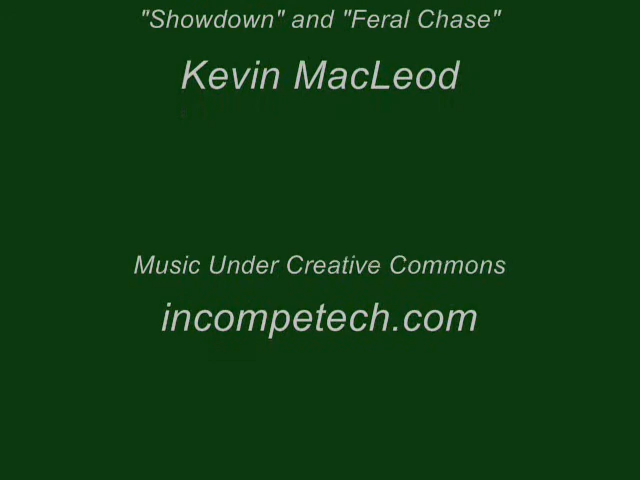 "Showdown" and "Feral Chase"
Kevin MacLeod
Music Under Creative Commons
incompetech.com